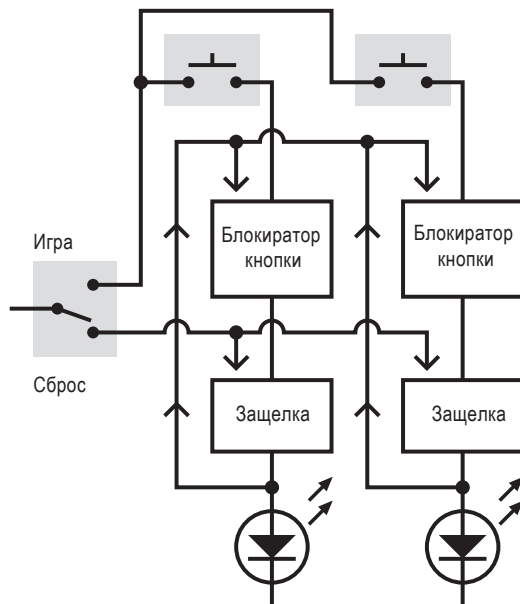 Игра
Блокиратор
кнопки
Блокиратор
кнопки
Сброс
Защелка
Защелка